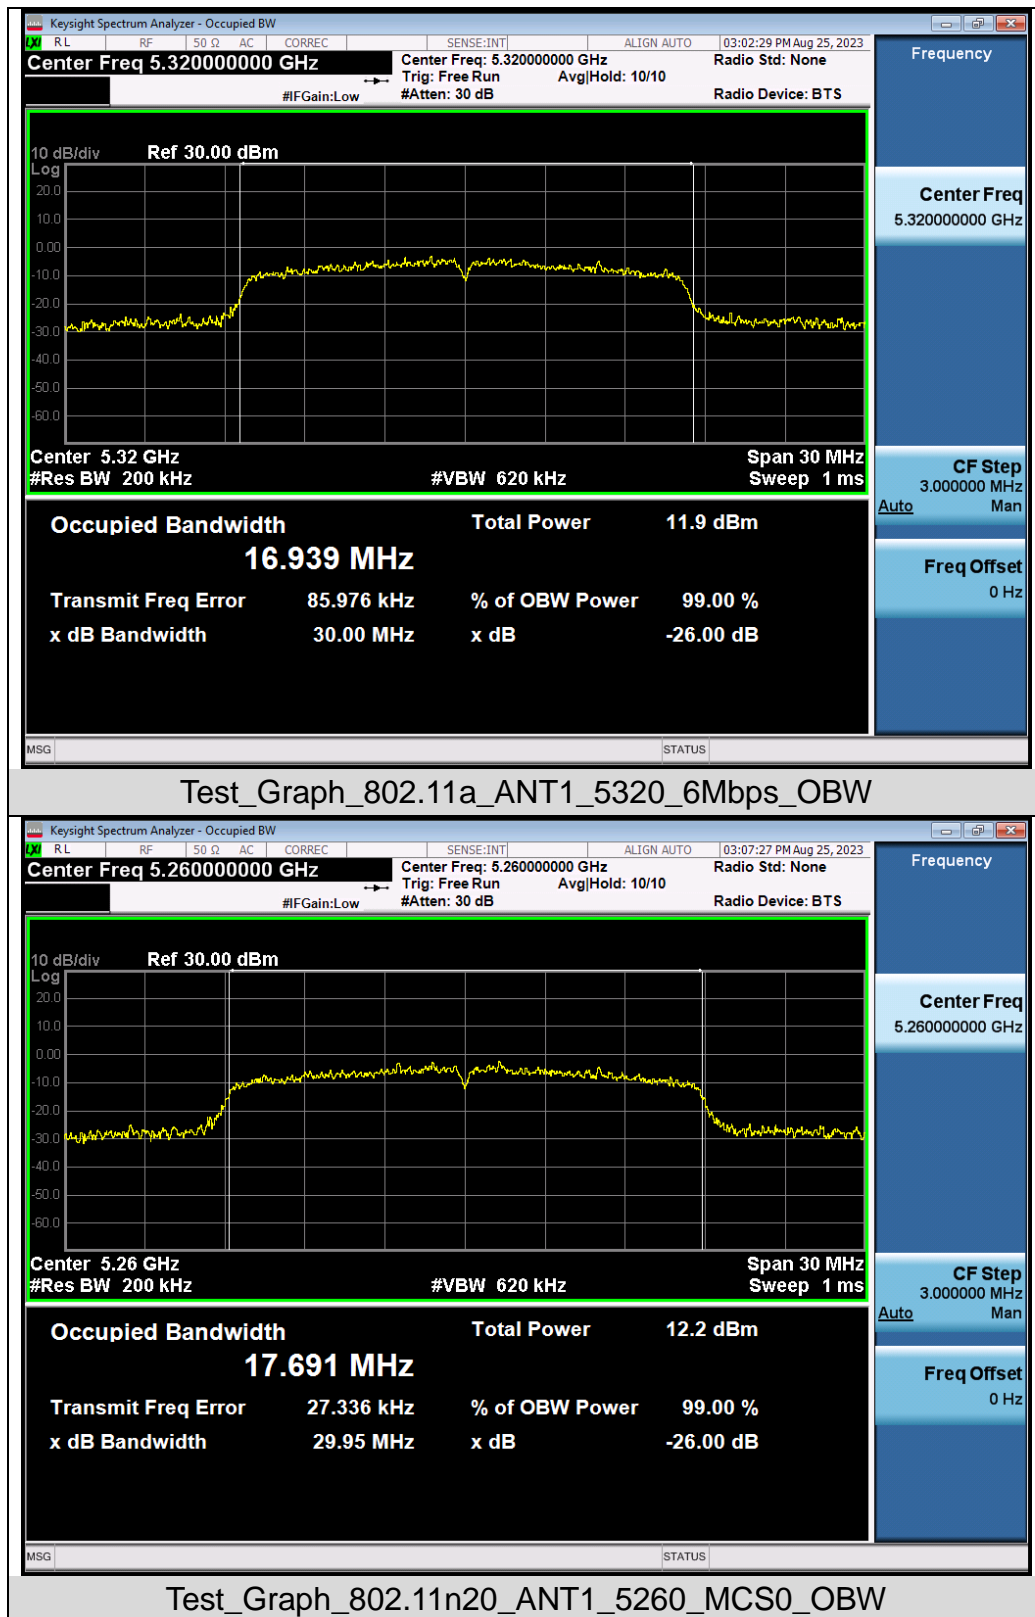 Keysight Spectrum Analyzer - Occupied BW
LXI RL RF 50 Ω AC CORREC SENSE:INT ALIGN AUTO 03:02:29 PM Aug 25, 2023
Center Freq 5.320000000 GHz
Center Freq: 5.320000000 GHz Radio Std: None
Trig: Free Run Avg|Hold: 10/10
#IFGain:Low #Atten: 30 dB Radio Device: BTS
Frequency
10 dB/div Ref 30.00 dBm
Log
20.0
10.0
0.00
-10.0
-20.0
-30.0
-40.0
-50.0
-60.0
Center 5.32 GHz Span 30 MHz
#Res BW 200 kHz #VBW 620 kHz Sweep 1 ms
Center Freq
5.320000000 GHz
CF Step
3.000000 MHz
Auto Man
Freq Offset
0 Hz
Occupied Bandwidth Total Power 11.9 dBm
16.939 MHz
Transmit Freq Error 85.976 kHz % of OBW Power 99.00 %
x dB Bandwidth 30.00 MHz x dB -26.00 dB
MSG STATUS
Test_Graph_802.11a_ANT1_5320_6Mbps_OBW
Keysight Spectrum Analyzer - Occupied BW
LXI RL RF 50 Ω AC CORREC SENSE:INT ALIGN AUTO 03:07:27 PM Aug 25, 2023
Center Freq 5.260000000 GHz
Center Freq: 5.260000000 GHz Radio Std: None
Trig: Free Run Avg|Hold: 10/10
#IFGain:Low #Atten: 30 dB Radio Device: BTS
Frequency
10 dB/div Ref 30.00 dBm
Log
20.0
10.0
0.00
-10.0
-20.0
-30.0
-40.0
-50.0
-60.0
Center 5.26 GHz Span 30 MHz
#Res BW 200 kHz #VBW 620 kHz Sweep 1 ms
Center Freq
5.260000000 GHz
CF Step
3.000000 MHz
Auto Man
Freq Offset
0 Hz
Occupied Bandwidth Total Power 12.2 dBm
17.691 MHz
Transmit Freq Error 27.336 kHz % of OBW Power 99.00 %
x dB Bandwidth 29.95 MHz x dB -26.00 dB
MSG STATUS
Test_Graph_802.11n20_ANT1_5260_MCS0_OBW